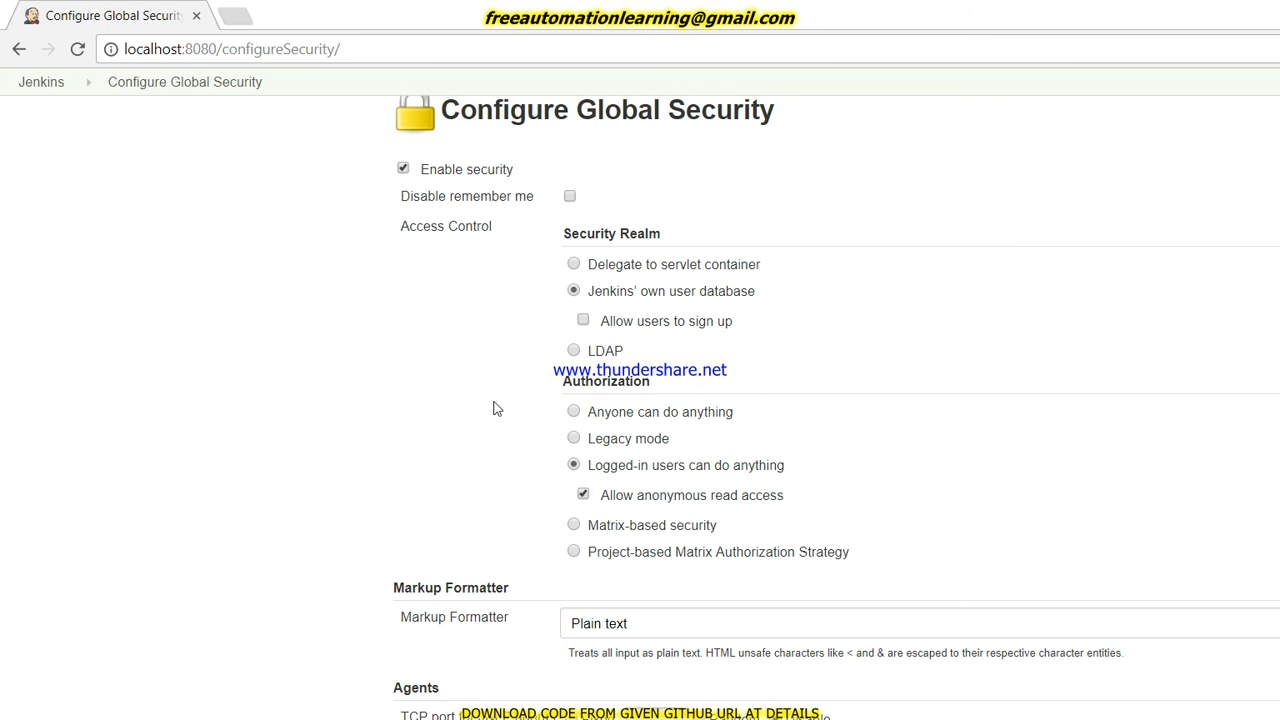 Configure Global Security
freeautomationlearning@gmail.com
localhost:8080/configureSecurity/
Jenkins
Configure Global Security
Configure Global Security
Enable security
Disable remember me
Access Control
Security Realm
Delegate to servlet container
Jenkins' own user database
Allow users to sign up
LDAP
www.thundershare.net
Authorization
Anyone can do anything
Legacy mode
Logged-in users can do anything
Allow anonymous read access
Matrix-based security
Project-based Matrix Authorization Strategy
Markup Formatter
Markup Formatter
Plain text
Treats all input as plain text. HTML unsafe characters like < and & are escaped to their respective character entities.
Agents
TCP port
DOWNLOAD CODE FROM GIVEN GITHUB URL AT DETAILS